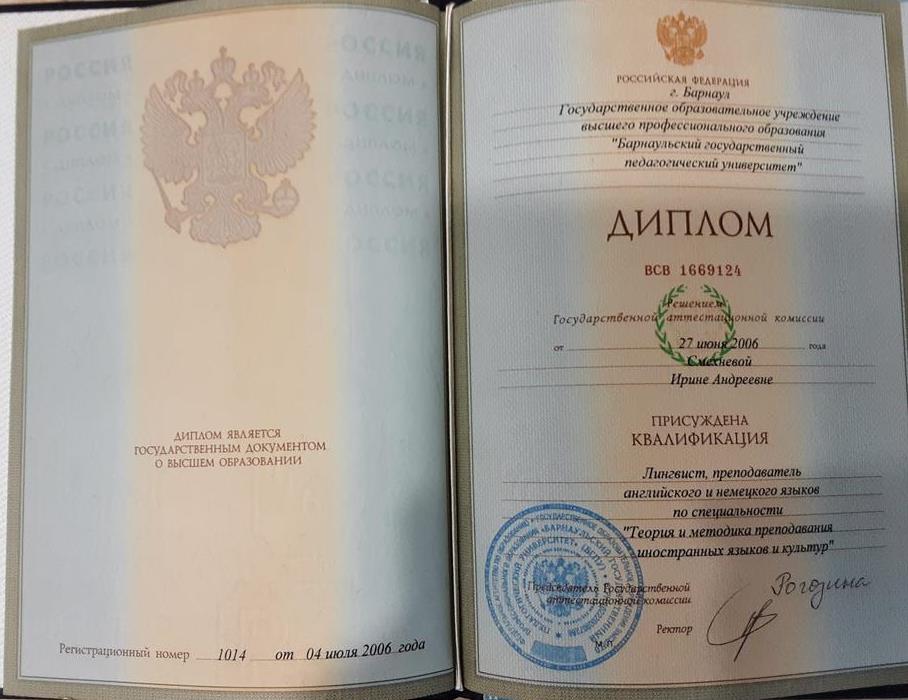 ДИПЛОМ ЯВЛЯЕТСЯ
ГОСУДАРСТВЕННЫМ ДОКУМЕНТОМ
О ВЫСШЕМ ОБРАЗОВАНИИ
Регистрационный номер 1014 от 04 июля 2006 года
РОССИЙСКАЯ ФЕДЕРАЦИЯ
г. Барнаул
Государственное образовательное учреждение
высшего профессионального образования
"Барнаульский государственный
педагогический университет"
ДИПЛОМ
ВСВ 1669124
Решением
Государственной аттестационной комиссии
от 27 июня 2006 года
Смехневой
Ирине Андреевне
ПРИСУЖДЕНА
КВАЛИФИКАЦИЯ
Лингвист, преподаватель
английского и немецкого языков
по специальности
"Теория и методика преподавания
иностранных языков и культур"
Председатель Государственной
аттестационной комиссии
Рогозина
Ректор
М.П.